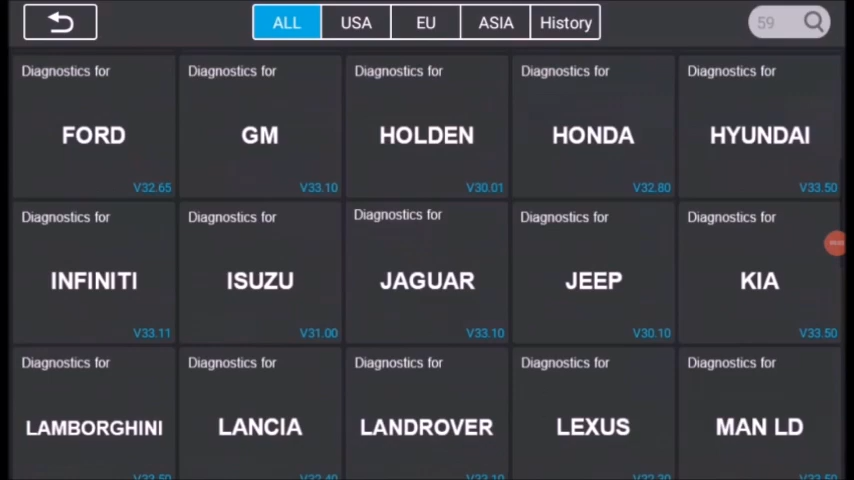 ALL USA EU ASIA History 59
Diagnostics for Diagnostics for Diagnostics for Diagnostics for Diagnostics for
FORD GM HOLDEN HONDA HYUNDAI
V32.65 V33.10 V30.01 V32.80 V33.50
Diagnostics for Diagnostics for Diagnostics for Diagnostics for Diagnostics for
INFINITI ISUZU JAGUAR JEEP KIA
V33.11 V31.00 V33.10 V30.10 V33.50
Diagnostics for Diagnostics for Diagnostics for Diagnostics for Diagnostics for
LAMBORGHINI LANCIA LANDROVER LEXUS MAN LD